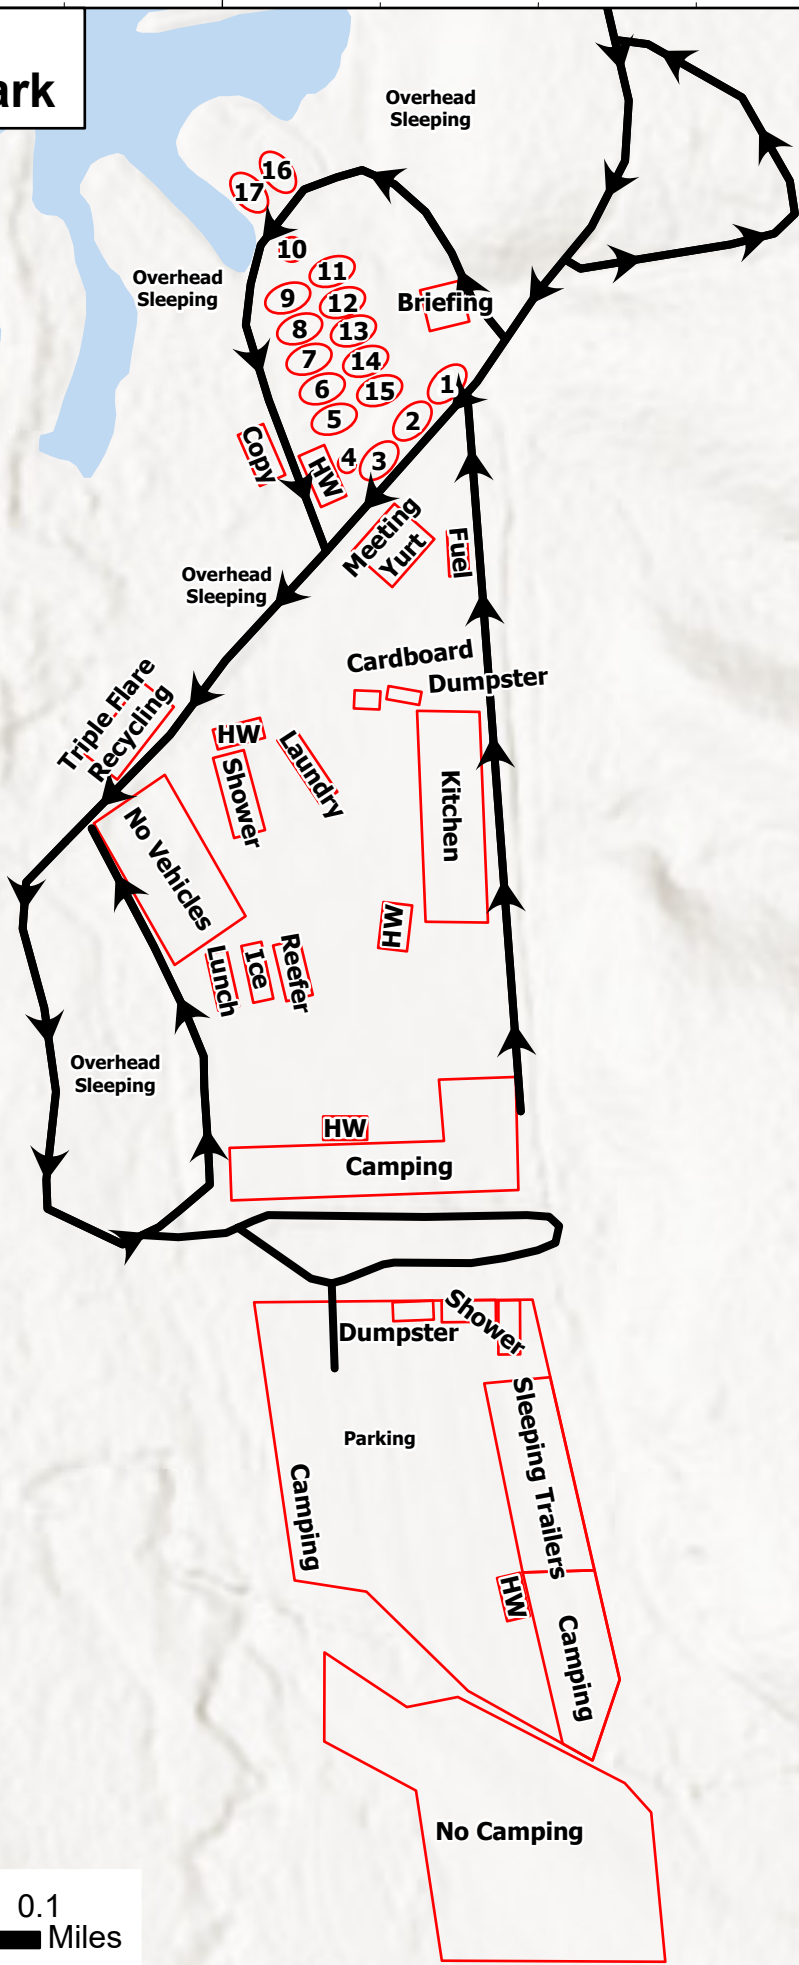 ark
Overhead
Sleeping
16
17
10
Overhead
Sleeping
11
9
12
Briefing
8
13
7
14
6
15
1
5
2
Copy
HW
4
3
Meeting
Yurt
Fuel
Overhead
Sleeping
Cardboard
Dumpster
Triple Flare
Recycling
HW
Shower
Laundry
Kitchen
No Vehicles
HW
Lunch
Ice
Reefer
Overhead
Sleeping
HW
Camping
Shower
Dumpster
Sleeping Trailers
Parking
Camping
HW
Camping
No Camping
0.1
Miles